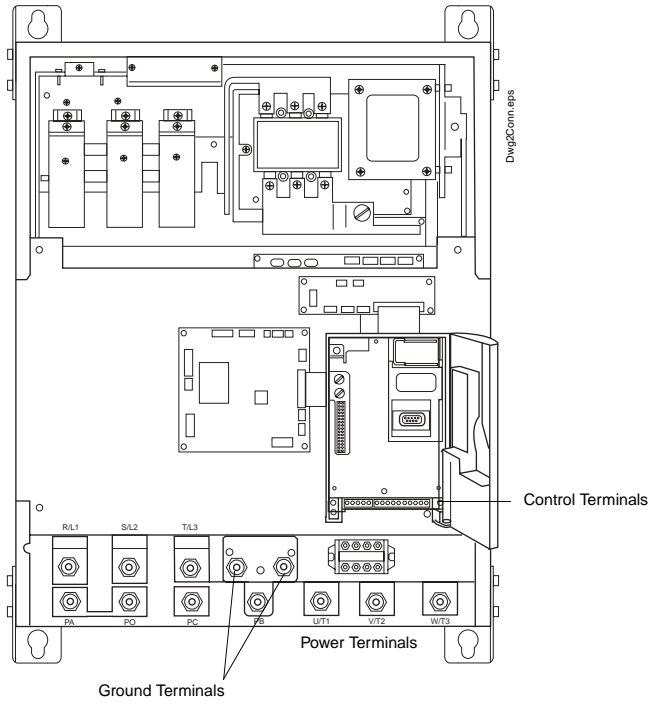 Dwg2Conn.eps
Control Terminals
R/L1 S/L2 T/L3
PA PO PC PB U/T1 V/T2 W/T3
Power Terminals
Ground Terminals